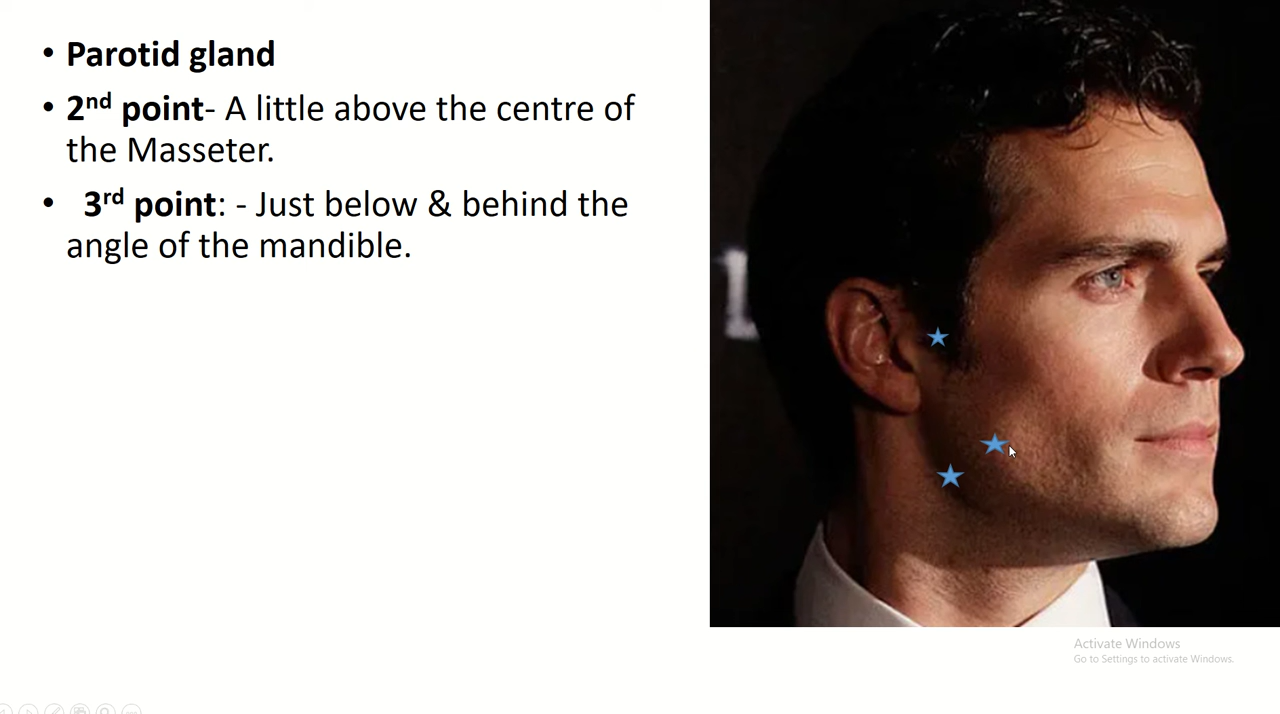 • Parotid gland
• 2nd point- A little above the centre of
the Masseter.
• 3rd point: - Just below & behind the
angle of the mandible.
Activate Windows
Go to Settings to activate Windows.